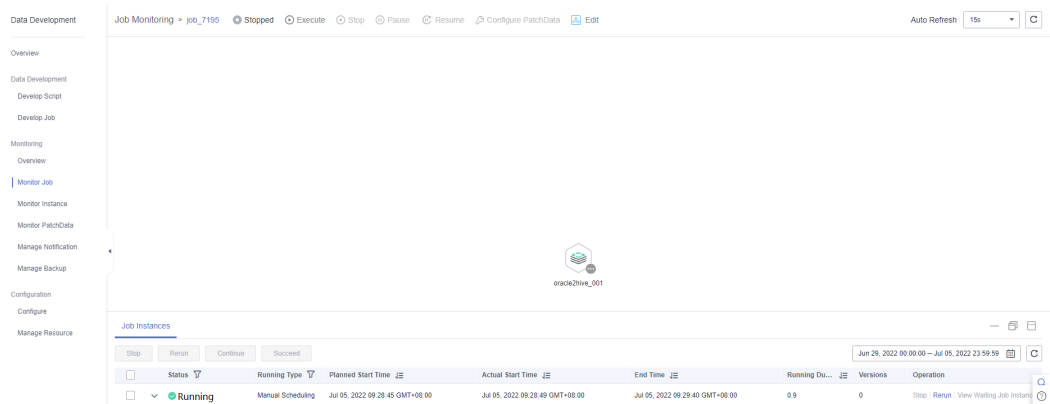 Data Development
Job Monitoring > job_7195 Stopped Execute Stop Pause Resume Configure PatchData Edit
Auto Refresh 15s
Overview
Data Development
Develop Script
Develop Job
Monitoring
Overview
Monitor Job
Monitor Instance
Monitor PatchData
Manage Notification
Manage Backup
Configuration
Configure
Manage Resource
oracle2hive_001
Job Instances
Stop Rerun Continue Succeed
Jun 29, 2022 00:00:00 – Jul 05, 2022 23:59:59
Status Running Type Planned Start Time Actual Start Time End Time Running Du... Versions Operation
Running Manual Scheduling Jul 05, 2022 09:28:45 GMT+08:00 Jul 05, 2022 09:28:49 GMT+08:00 Jul 05, 2022 09:29:40 GMT+08:00 0.9 0 Stop Rerun View Waiting Job Instanc